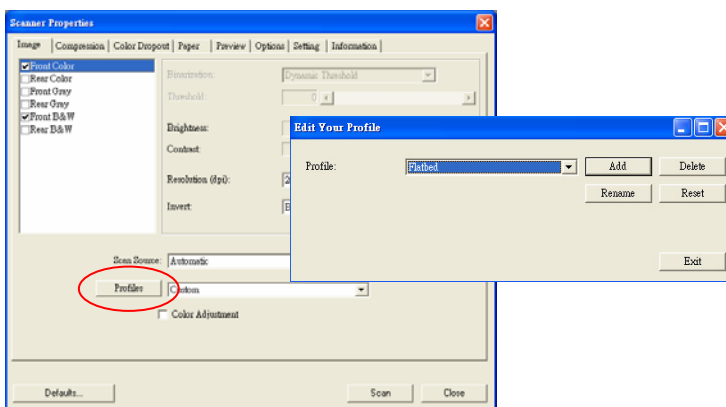 Scanner Properties
Image Compression Color Dropout Paper Preview Options Setting Information
Front Color
Rear Color
Front Gray
Rear Gray
Front B&W
Rear B&W
Binarization: Dynamic Threshold
Threshold: 0
Brightness:
Contrast:
Resolution (dpi): 2
Invert: B
Scan Source: Automatic
Profiles Custom
Color Adjustment
Defaults... Scan Close
Edit Your Profile
Profile: Flatbed Add Delete
Rename Reset
Exit